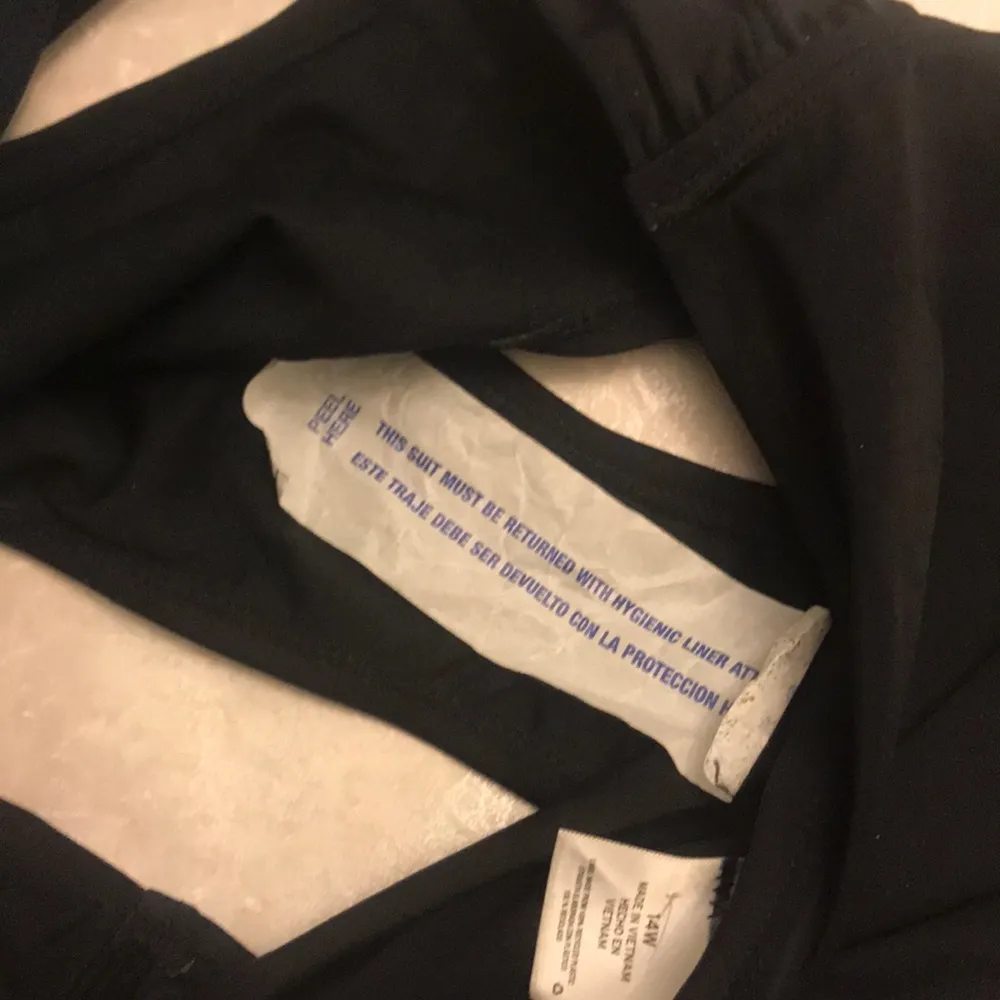 PEEL
HERE
THIS SUIT MUST BE RETURNED WITH HYGIENIC LINER AT
ESTE TRAJE DEBE SER DEVUELTO CON LA PROTECCION H
14W
MADE IN VIETNAM
HECHO EN
VIETNAM